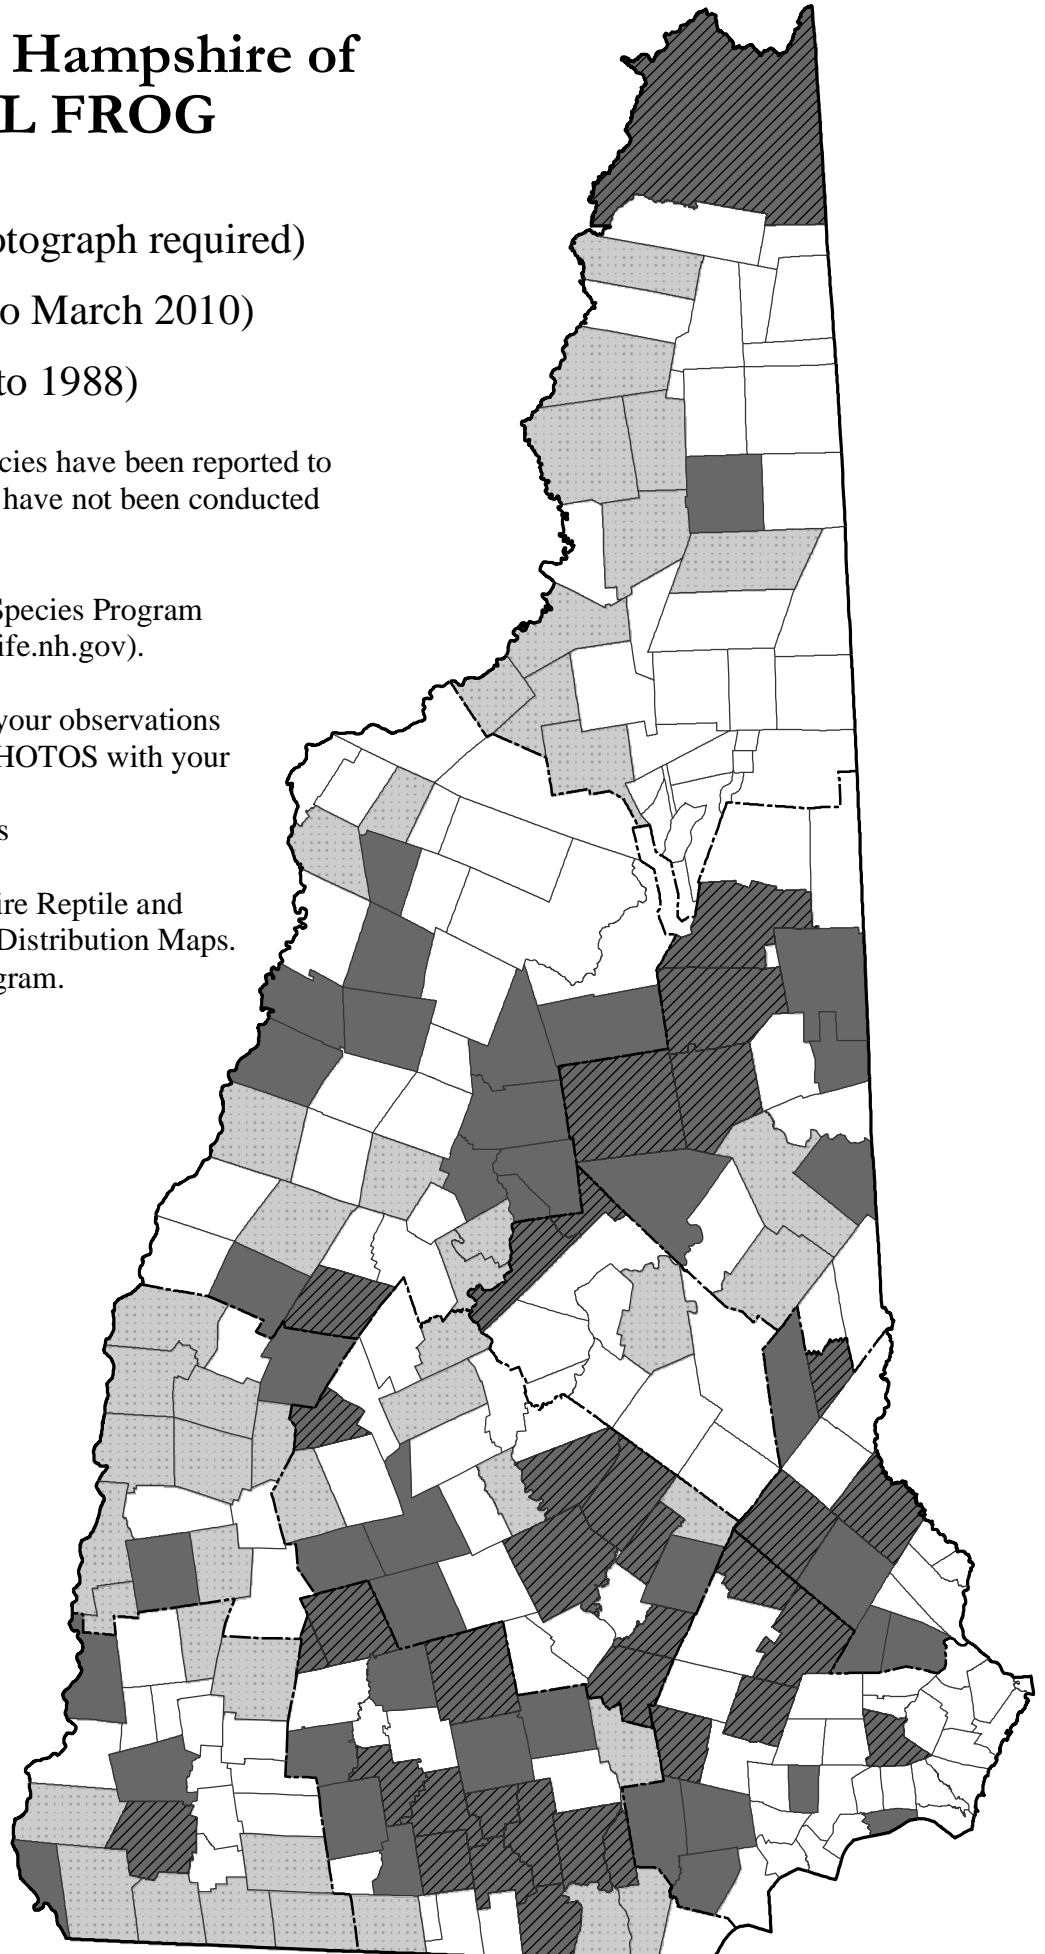 Hampshire of
L FROG
otograph required)
o March 2010)
to 1988)
cies have been reported to
have not been conducted
Species Program
ife.nh.gov).
your observations
HOTOS with your
s
ire Reptile and
Distribution Maps.
gram.